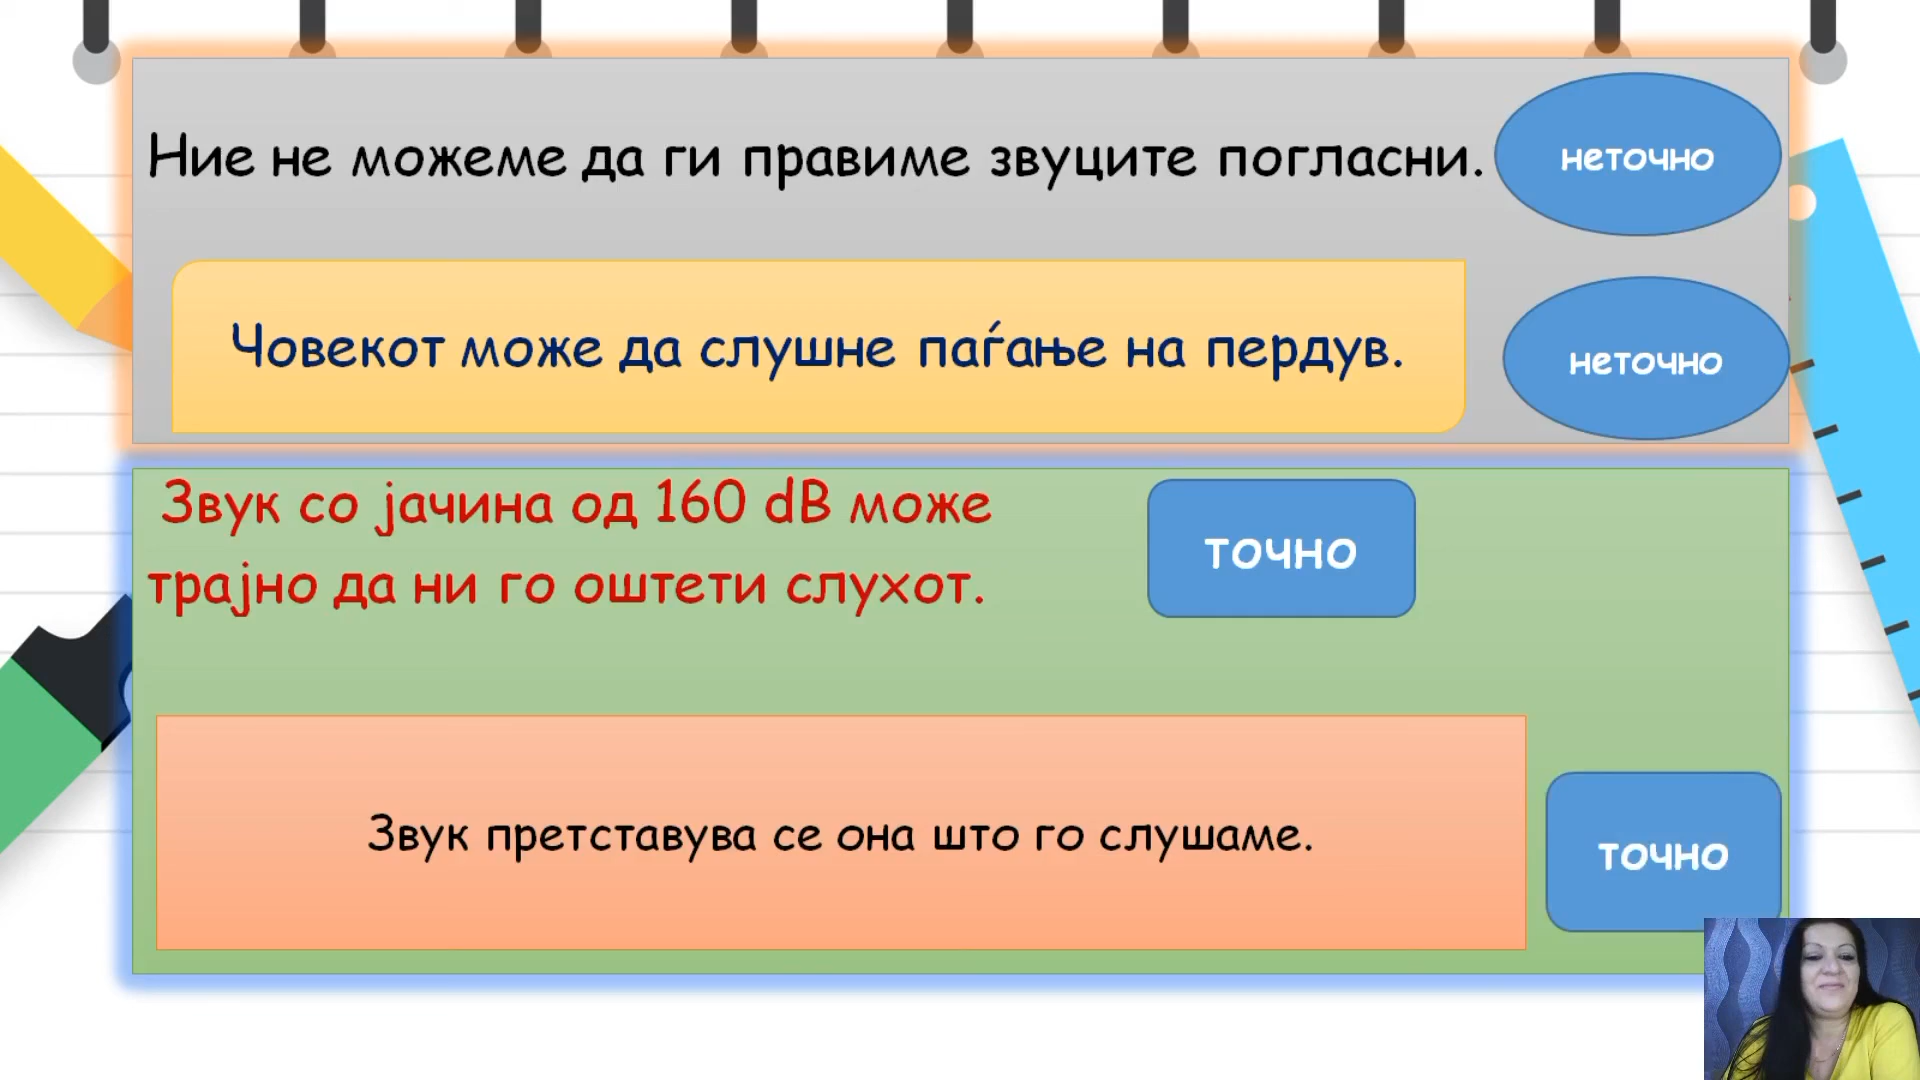 Ние не можеме да ги правиме звуците погласни.
неточно
Човекот може да слушне паѓање на пердув.
неточно
Звук со јачина од 160 dB може
трајно да ни го оштети слухот.
точно
Звук претставува се она што го слушаме.
точно